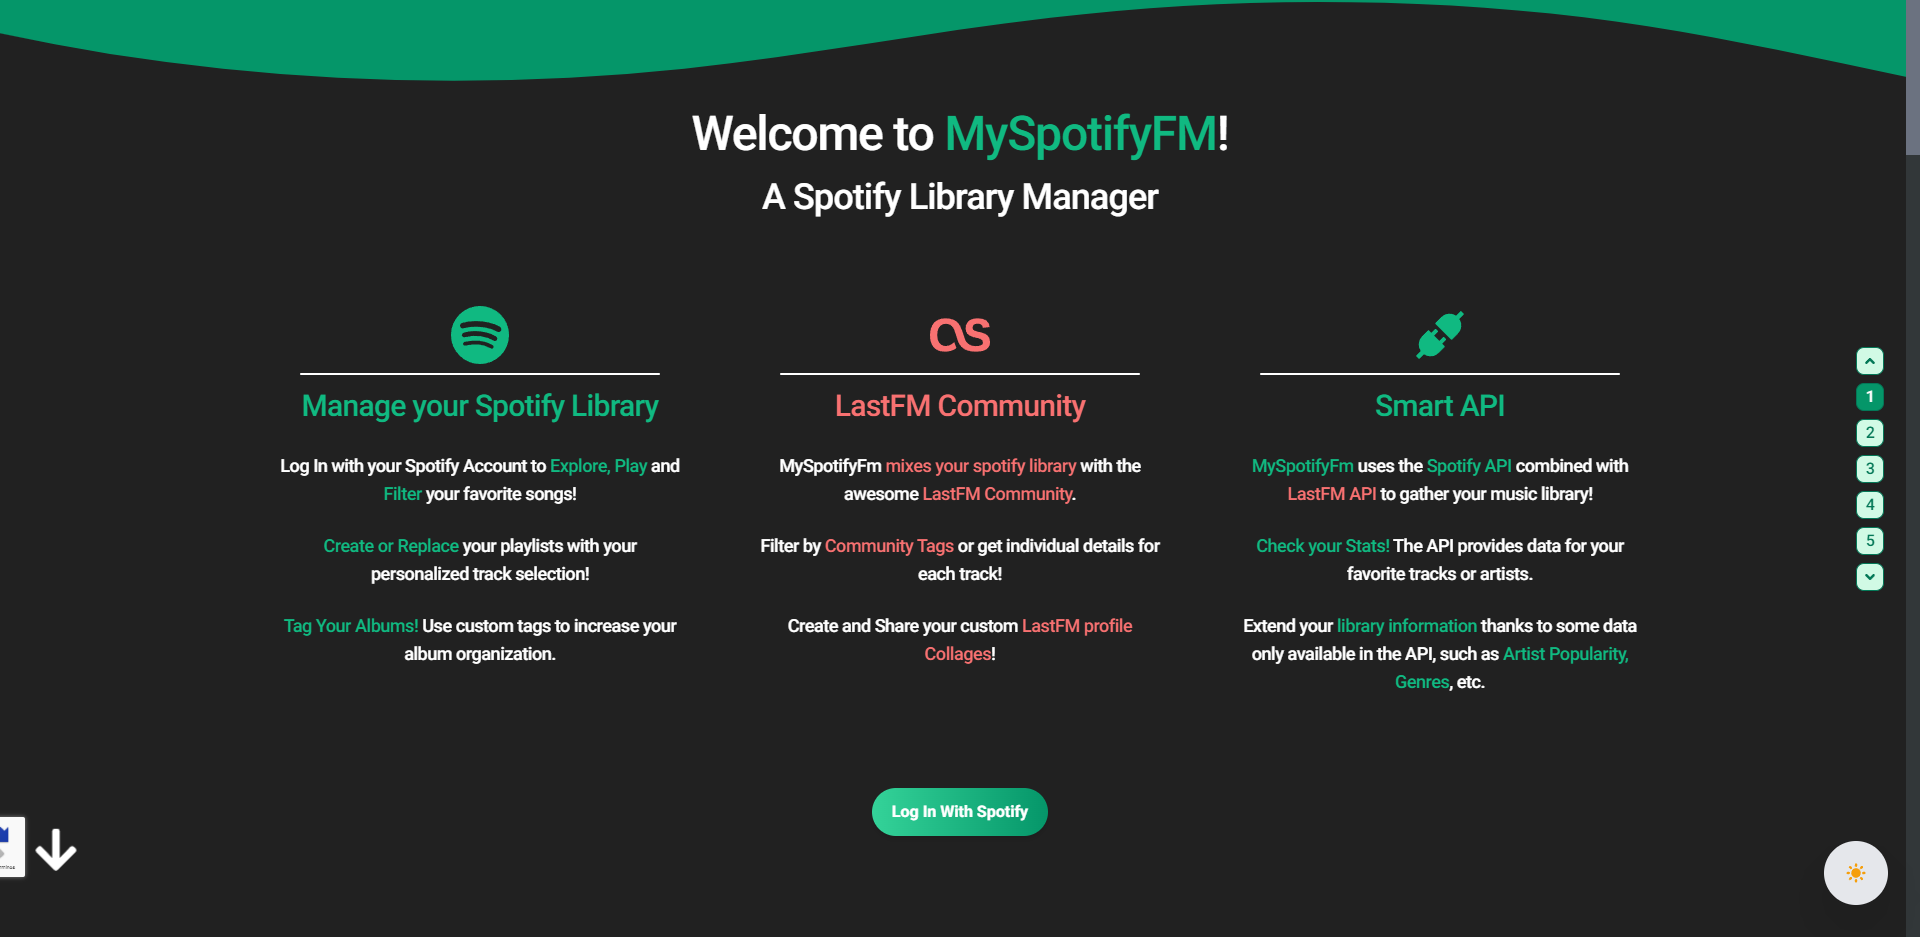 Welcome to MySpotifyFM!
A Spotify Library Manager
Manage your Spotify Library
Log In with your Spotify Account to Explore, Play and
Filter your favorite songs!
Create or Replace your playlists with your
personalized track selection!
Tag Your Albums! Use custom tags to increase your
album organization.
LastFM Community
MySpotifyFm mixes your spotify library with the
awesome LastFM Community.
Filter by Community Tags or get individual details for
each track!
Create and Share your custom LastFM profile
Collages!
Smart API
MySpotifyFm uses the Spotify API combined with
LastFM API to gather your music library!
Check your Stats! The API provides data for your
favorite tracks or artists.
Extend your library information thanks to some data
only available in the API, such as Artist Popularity,
Genres, etc.
1
2
3
4
5
Log In With Spotify